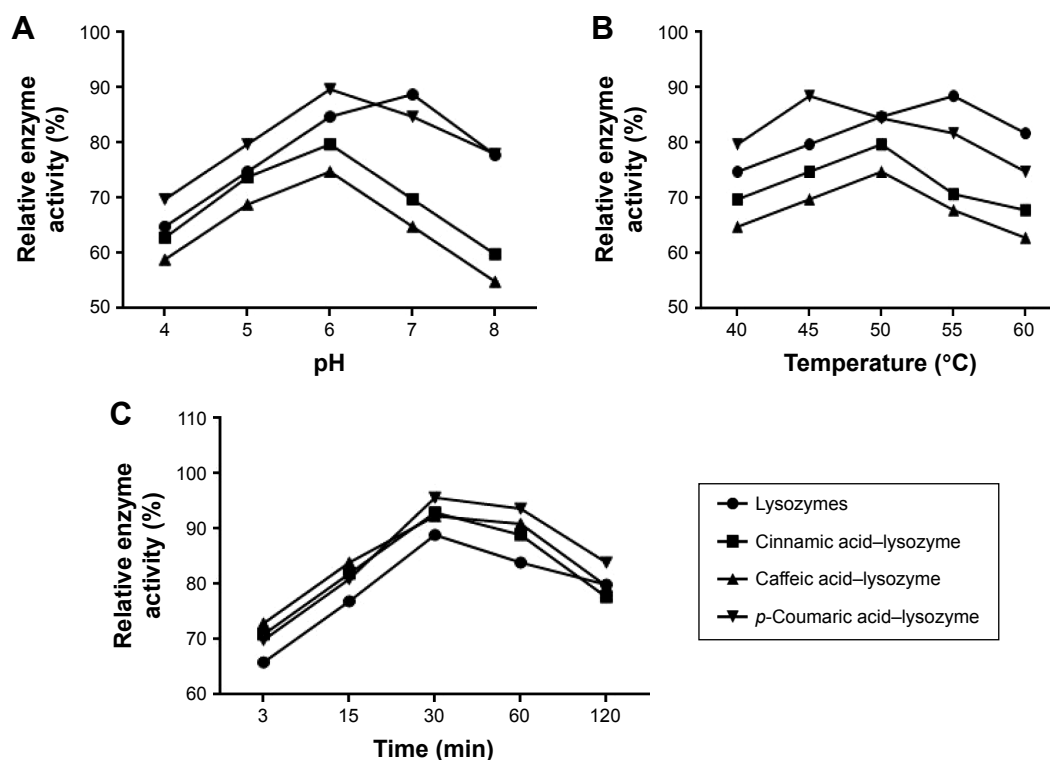 A
Relative enzyme
activity (%)
100
90
80
70
60
50
4 5 6 7 8
pH
B
Relative enzyme
activity (%)
100
90
80
70
60
50
40 45 50 55 60
Temperature (°C)
C
Relative enzyme
activity (%)
110
100
90
80
70
60
3 15 30 60 120
Time (min)
Lysozymes
Cinnamic acid–lysozyme
Caffeic acid–lysozyme
p-Coumaric acid–lysozyme